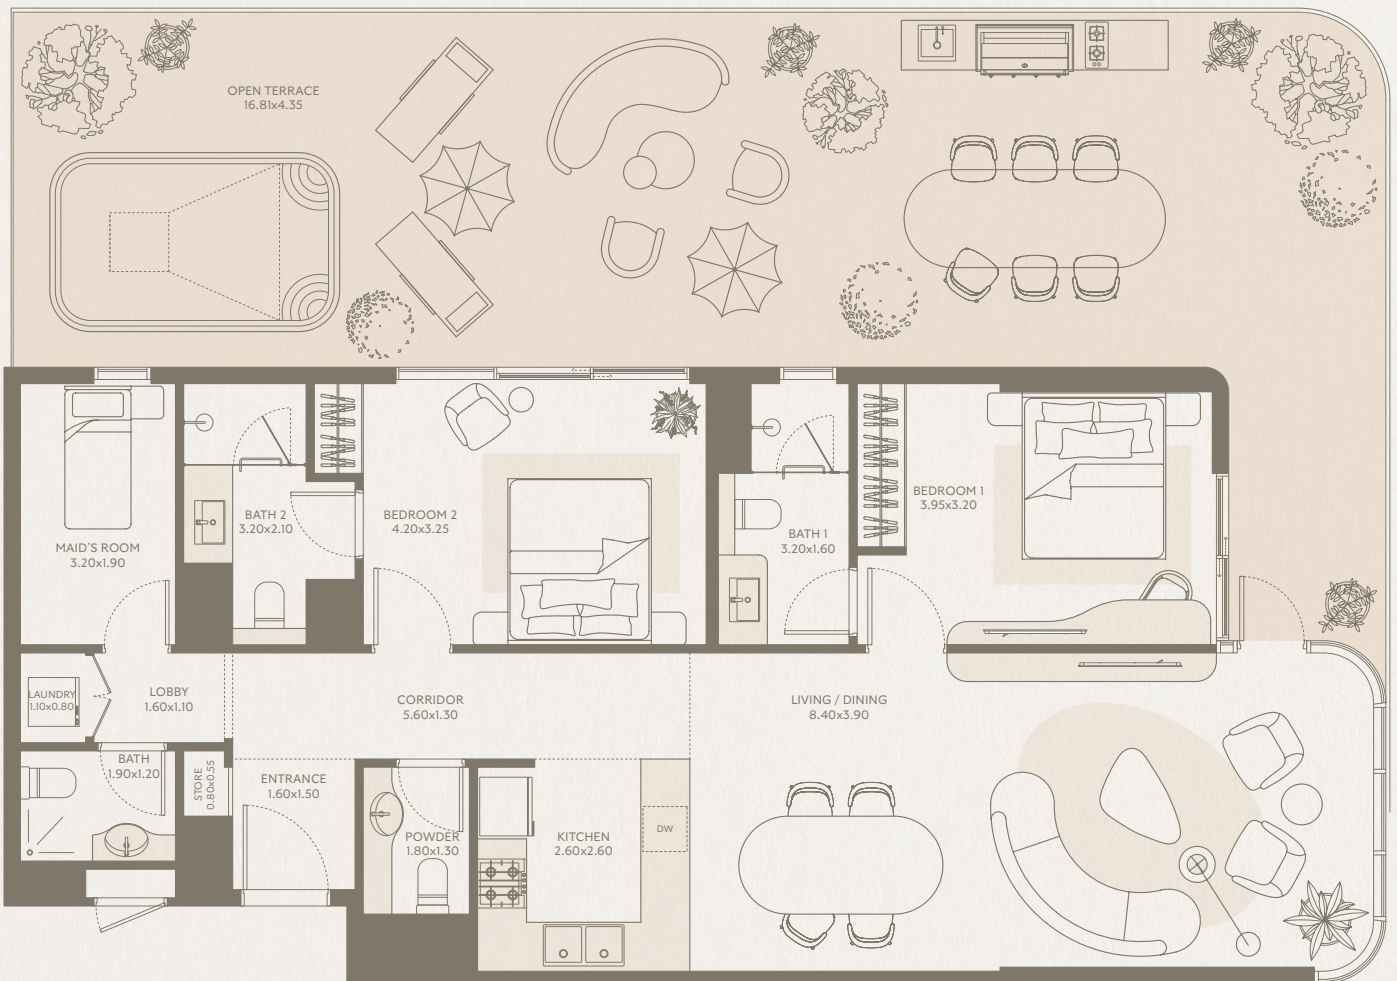 OPEN TERRACE
16.81x4.35
MAID'S ROOM
3.20x1.90
BATH 2
3.20x2.10
BEDROOM 2
4.20x3.25
BATH 1
3.20x1.60
BEDROOM 1
3.95x3.20
LAUNDRY
1.10x0.80
LOBBY
1.60x1.10
CORRIDOR
5.60x1.30
LIVING / DINING
8.40x3.90
BATH
1.90x1.20
STORE
0.80x0.55
ENTRANCE
1.60x1.50
POWDER
1.80x1.30
KITCHEN
2.60x2.60
DW